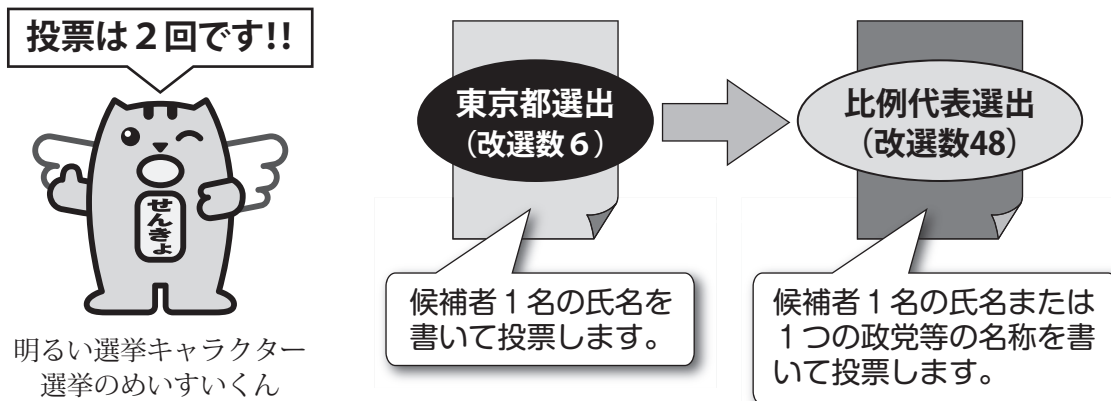 投票は２回です!!
せんきょ
明るい選挙キャラクター
選挙のめいすいくん
東京都選出
（改選数６）
候補者１名の氏名を
書いて投票します。
比例代表選出
（改選数48）
候補者１名の氏名または
１つの政党等の名称を書
いて投票します。